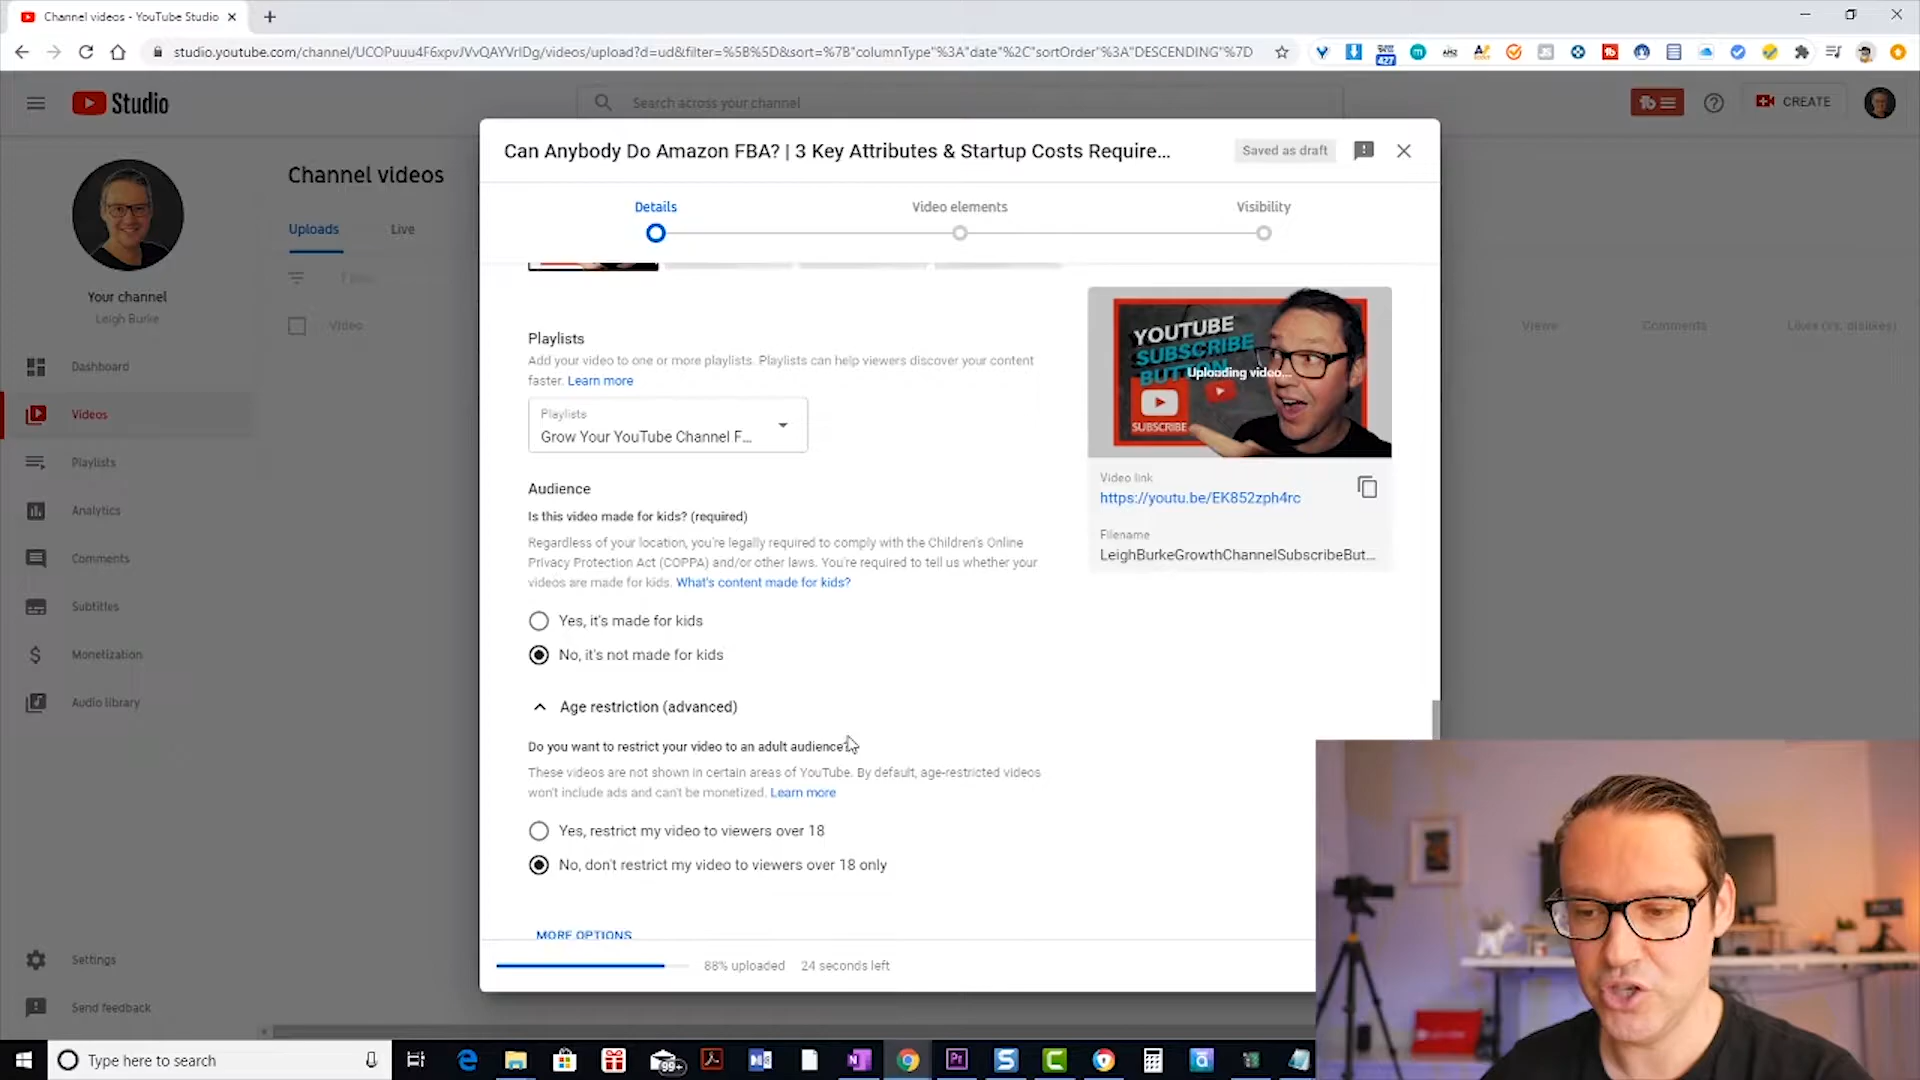 Channel videos - YouTube Studio
studio.youtube.com/channel/UCOPuuu4F6xpvJVvQAYVrIDg/videos/upload?d=ud&filter=%5B%5D&sort=%7B"columnType"%3A"date"%2C"sortOrder"%3A"DESCENDING"%7D
427
Studio
Search across your channel
CREATE
Can Anybody Do Amazon FBA? | 3 Key Attributes & Startup Costs Require...
Saved as draft
Details
Video elements
Visibility
Channel videos
Uploads
Live
Filter
Video
Views
Comments
Likes (vs. dislikes)
Your channel
Leigh Burke
Dashboard
Videos
Playlists
Analytics
Comments
Subtitles
Monetization
Audio library
Settings
Send feedback
Playlists
Add your video to one or more playlists. Playlists can help viewers discover your content
faster. Learn more
Playlists
Grow Your YouTube Channel F...
Audience
Is this video made for kids? (required)
Regardless of your location, you're legally required to comply with the Children's Online
Privacy Protection Act (COPPA) and/or other laws. You're required to tell us whether your
videos are made for kids. What's content made for kids?
Yes, it's made for kids
No, it's not made for kids
Age restriction (advanced)
Do you want to restrict your video to an adult audience?
These videos are not shown in certain areas of YouTube. By default, age-restricted videos
won't include ads and can't be monetized. Learn more
Yes, restrict my video to viewers over 18
No, don't restrict my video to viewers over 18 only
MORE OPTIONS
88% uploaded 24 seconds left
YOUTUBE
SUBSCRIBE
BUTTON
Uploading video...
SUBSCRIBE
Video link
https://youtu.be/EK852zph4rc
Filename
LeighBurkeGrowthChannelSubscribeBut...
Type here to search
99+
Pr